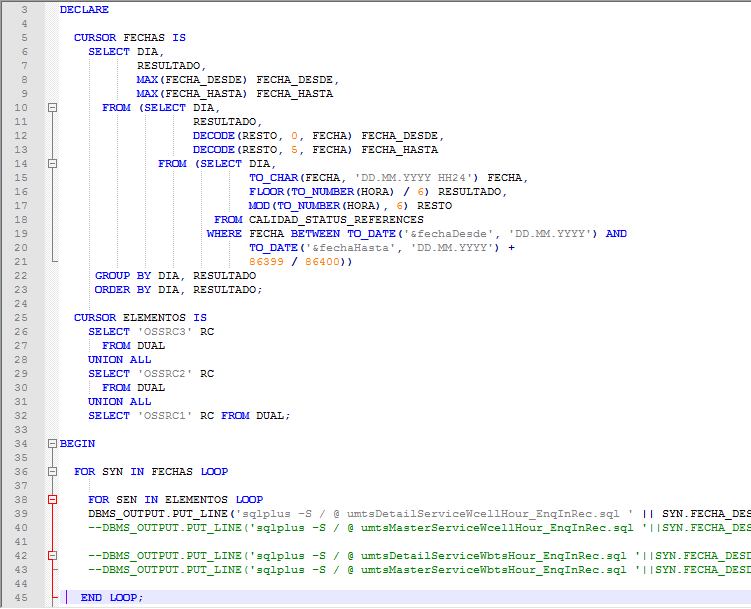 3 DECLARE
4
5 CURSOR FECHAS IS
6 SELECT DIA,
7 RESULTADO,
8 MAX(FECHA_DESDE) FECHA_DESDE,
9 MAX(FECHA_HASTA) FECHA_HASTA
10 FROM (SELECT DIA,
11 RESULTADO,
12 DECODE(RESTO, 0, FECHA) FECHA_DESDE,
13 DECODE(RESTO, 5, FECHA) FECHA_HASTA
14 FROM (SELECT DIA,
15 TO_CHAR(FECHA, 'DD.MM.YYYY HH24') FECHA,
16 FLOOR(TO_NUMBER(HORA) / 6) RESULTADO,
17 MOD(TO_NUMBER(HORA), 6) RESTO
18 FROM CALIDAD_STATUS_REFERENCES
19 WHERE FECHA BETWEEN TO_DATE('&fechaDesde', 'DD.MM.YYYY') AND
20 TO_DATE('&fechaHasta', 'DD.MM.YYYY') +
21 86399 / 86400))
22 GROUP BY DIA, RESULTADO
23 ORDER BY DIA, RESULTADO;
24
25 CURSOR ELEMENTOS IS
26 SELECT 'OSSRC3' RC
27 FROM DUAL
28 UNION ALL
29 SELECT 'OSSRC2' RC
30 FROM DUAL
31 UNION ALL
32 SELECT 'OSSRC1' RC FROM DUAL;
33
34 BEGIN
35
36 FOR SYN IN FECHAS LOOP
37
38 FOR SEN IN ELEMENTOS LOOP
39 DBMS_OUTPUT.PUT_LINE('sqlplus -S / @ umtsDetailServiceWcellHour_EnqInRec.sql ' || SYN.FECHA_DES
40 --DBMS_OUTPUT.PUT_LINE('sqlplus -S / @ umtsMasterServiceWcellHour_EnqInRec.sql '||SYN.FECHA_DES
41
42 --DBMS_OUTPUT.PUT_LINE('sqlplus -S / @ umtsDetailServiceWbtsHour_EnqInRec.sql '||SYN.FECHA_DESD
43 --DBMS_OUTPUT.PUT_LINE('sqlplus -S / @ umtsMasterServiceWbtsHour_EnqInRec.sql '||SYN.FECHA_DESD
44
45 END LOOP;